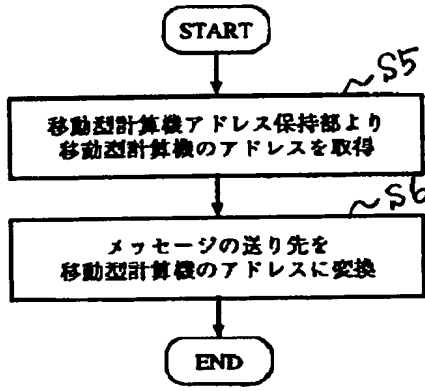 START
S5
移動型計算機アドレス保持部より
移動型計算機のアドレスを取得
S6
メッセージの送り先を
移動型計算機のアドレスに変換
END